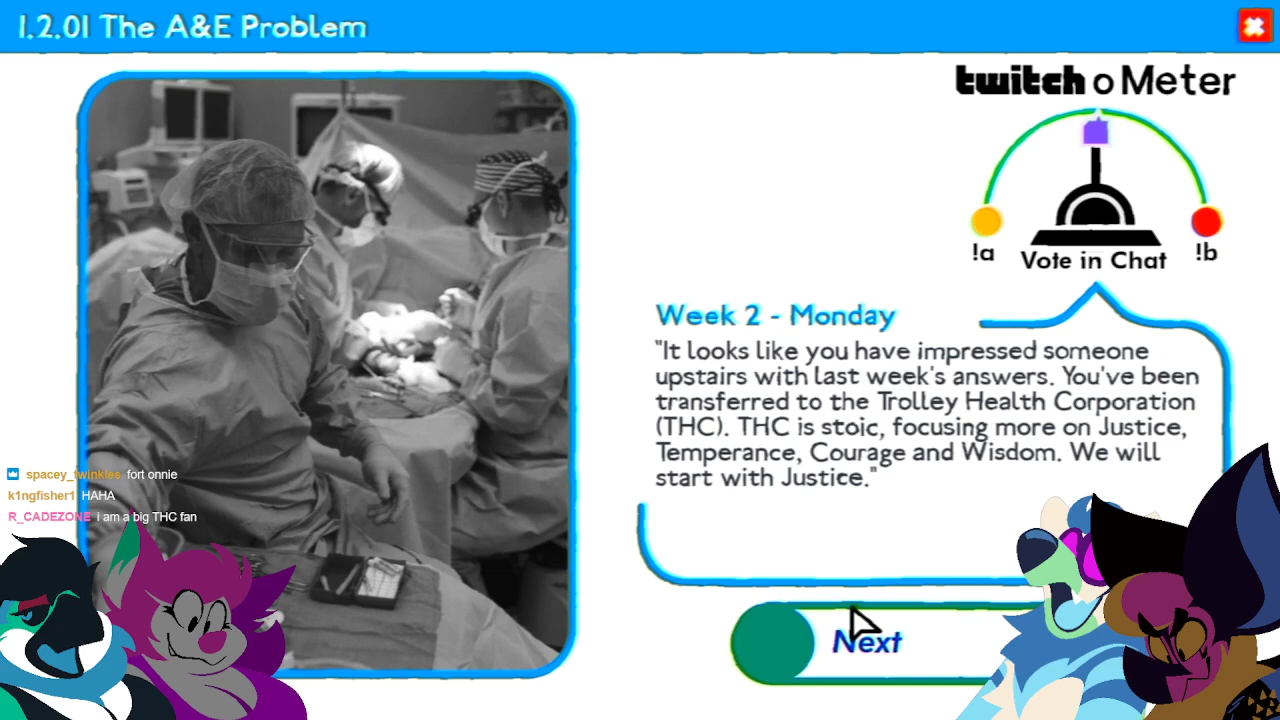 1.2.01 The A&E Problem
twitch o Meter
!a
Vote in Chat
!b
Week 2 - Monday
"It looks like you have impressed someone
upstairs with last week's answers. You've been
transferred to the Trolley Health Corporation
(THC). THC is stoic, focusing more on Justice,
Temperance, Courage and Wisdom. We will
start with Justice."
Next
spacey_twinkies fort onnie
k1ngfisher1 HAHA
R_CADEZONE i am a big THC fan